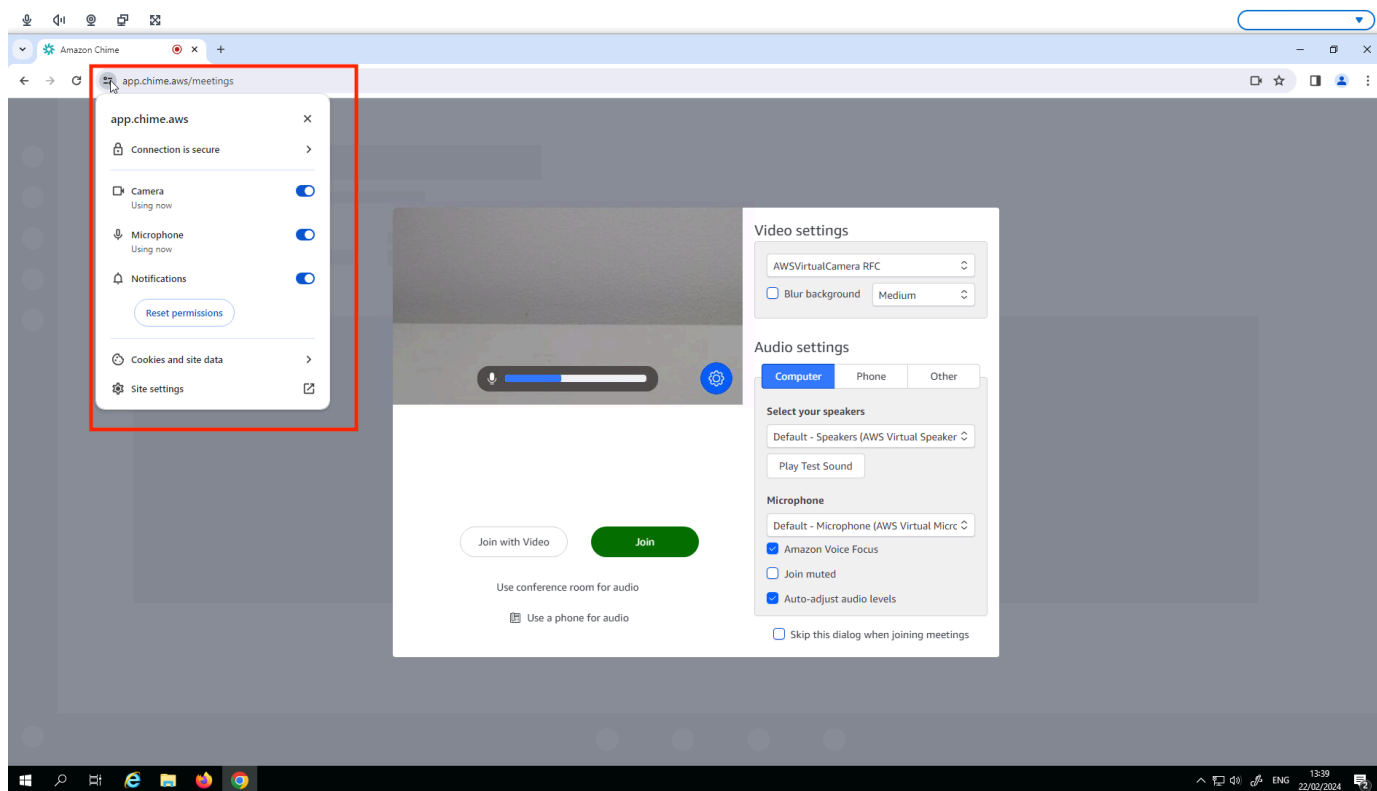 Amazon Chime
app.chime.aws/meetings
app.chime.aws
Connection is secure
Camera
Using now
Microphone
Using now
Notifications
Reset permissions
Cookies and site data
Site settings
Video settings
AWSVirtualCamera RFC
Blur background
Medium
Audio settings
Computer
Phone
Other
Select your speakers
Default - Speakers (AWS Virtual Speaker
Play Test Sound
Microphone
Default - Microphone (AWS Virtual Micrc
Amazon Voice Focus
Join muted
Auto-adjust audio levels
Skip this dialog when joining meetings
Join with Video
Join
Use conference room for audio
Use a phone for audio
ENG
13:39
22/02/2024
2